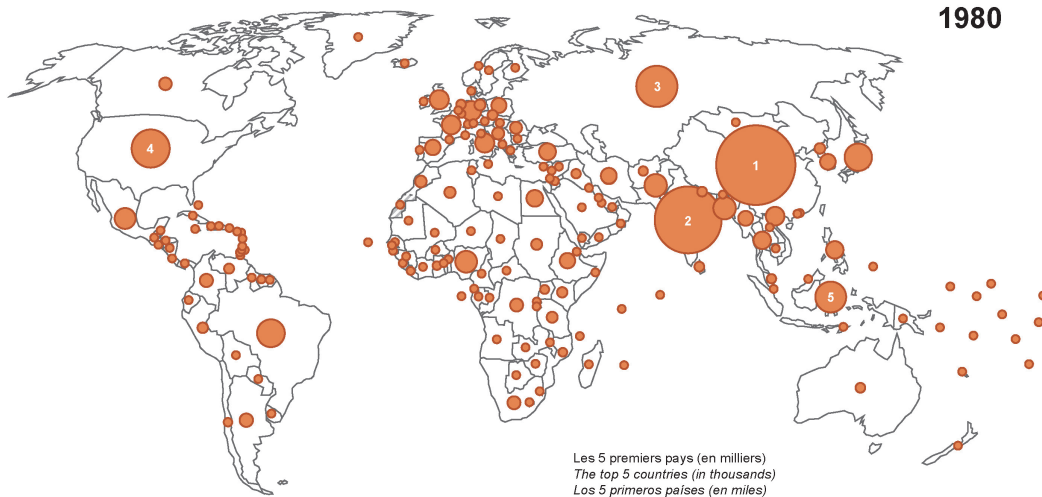 1980
3
4
1
2
5
Les 5 premiers pays (en milliers)
The top 5 countries (in thousands)
Los 5 primeros países (en miles)